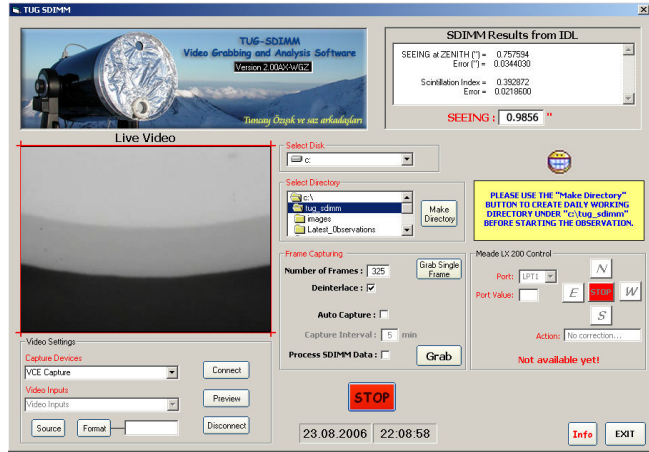 TUG SDIMM
TUG-SDIMM
Video Grabbing and Analysis Software
Version 2.00AX-WGZ
Tuncay Özışık ve saz arkadaşları
SDIMM Results from IDL
SEEING at ZENITH (") = 0.757594
Error (") = 0.0344030
Scintillation Index = 0.392872
Error = 0.0218600
SEEING : 0.9856 "
Live Video
Select Disk
c:
Select Directory
c:\
tug_sdimm
images
Latest_Observations
Make
Directory
PLEASE USE THE "Make Directory"
BUTTON TO CREATE DAILY WORKING
DIRECTORY UNDER "c:\tug_sdimm"
BEFORE STARTING THE OBSERVATION.
Frame Capturing
Number of Frames : 325
Grab Single
Frame
Deinterlace :
Auto Capture :
Capture Interval : 5 min
Process SDIMM Data :
Grab
Meade LX 200 Control
Port: LPT1
Port Value:
N
E STOP W
S
Action: No correction...
Not available yet!
Video Settings
Capture Devices
VCE Capture
Connect
Video Inputs
Video Inputs
Preview
Source Format
Disconnect
STOP
23.08.2006 22:08:58
Info EXIT